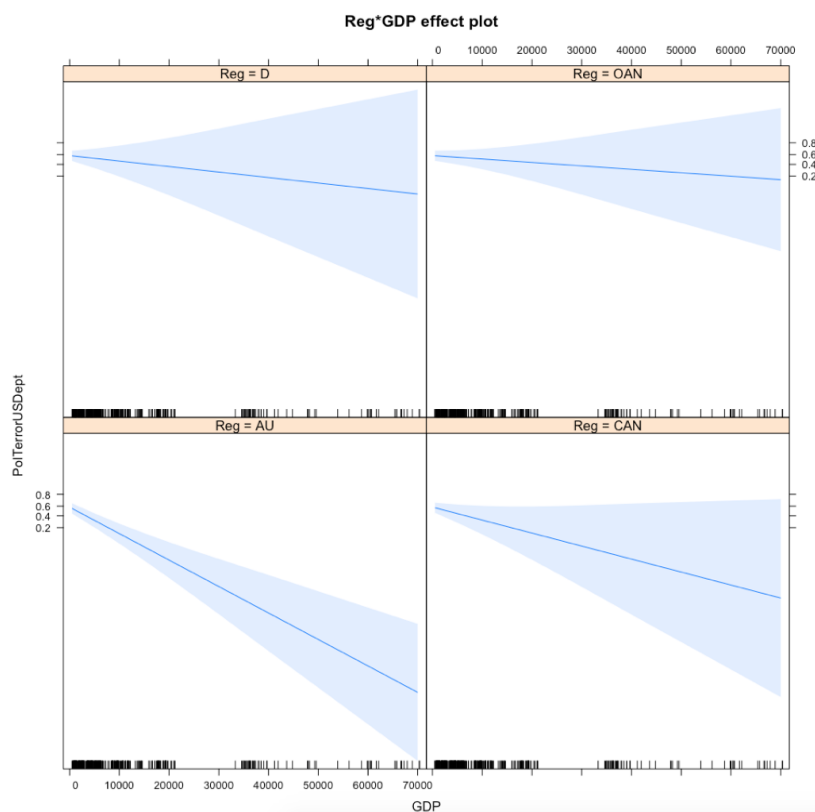 Reg*GDP effect plot
0 10000 20000 30000 40000 50000 60000 70000
Reg = D
Reg = OAN
0.8
0.6
0.4
0.2
PolTerrorUSDept
Reg = AU
Reg = CAN
0.8
0.6
0.4
0.2
0 10000 20000 30000 40000 50000 60000 70000
GDP